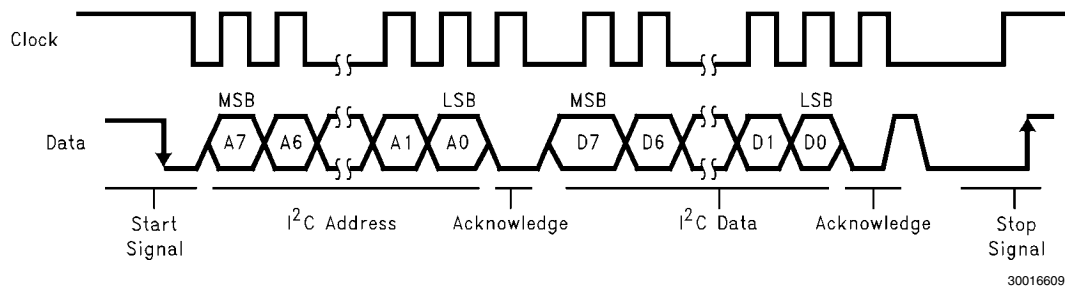 Clock
MSB LSB MSB LSB
Data A7 A6 A1 A0 D7 D6 D1 D0
Start Signal
I²C Address
Acknowledge
I²C Data
Acknowledge
Stop Signal
30016609